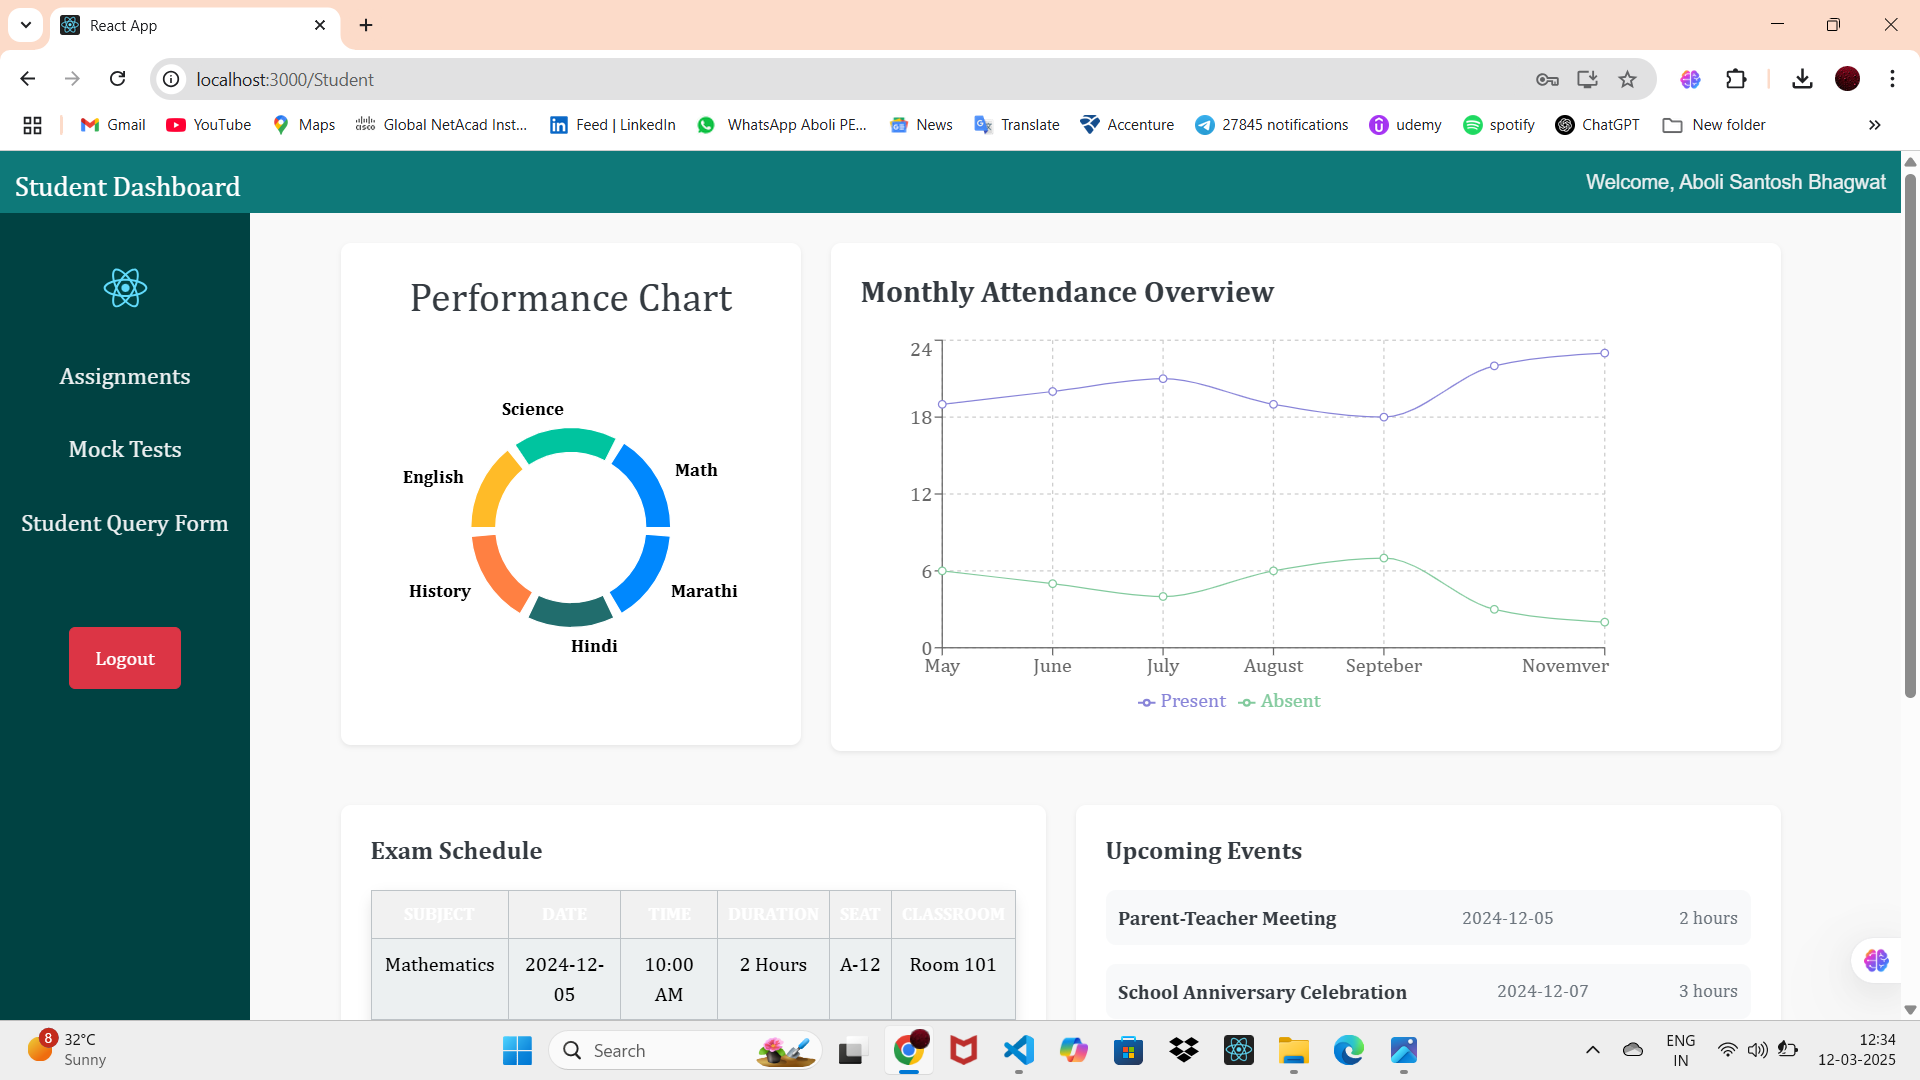 React App
localhost:3000/Student
Gmail YouTube Maps Global NetAcad Inst... Feed | LinkedIn WhatsApp Aboli PE... News Translate Accenture 27845 notifications udemy spotify ChatGPT New folder
Student Dashboard
Welcome, Aboli Santosh Bhagwat
Assignments
Mock Tests
Student Query Form
Logout
Performance Chart
Science
English
Math
History
Marathi
Hindi
Monthly Attendance Overview
24
18
12
6
0
May June July August Septeber Novemver
Present Absent
Exam Schedule
SUBJECT DATE TIME DURATION SEAT CLASSROOM
Mathematics 2024-12- 10:00 2 Hours A-12 Room 101
05 AM
Upcoming Events
Parent-Teacher Meeting 2024-12-05 2 hours
School Anniversary Celebration 2024-12-07 3 hours
8
32°C
Sunny
Search
ENG
IN
12:34
12-03-2025